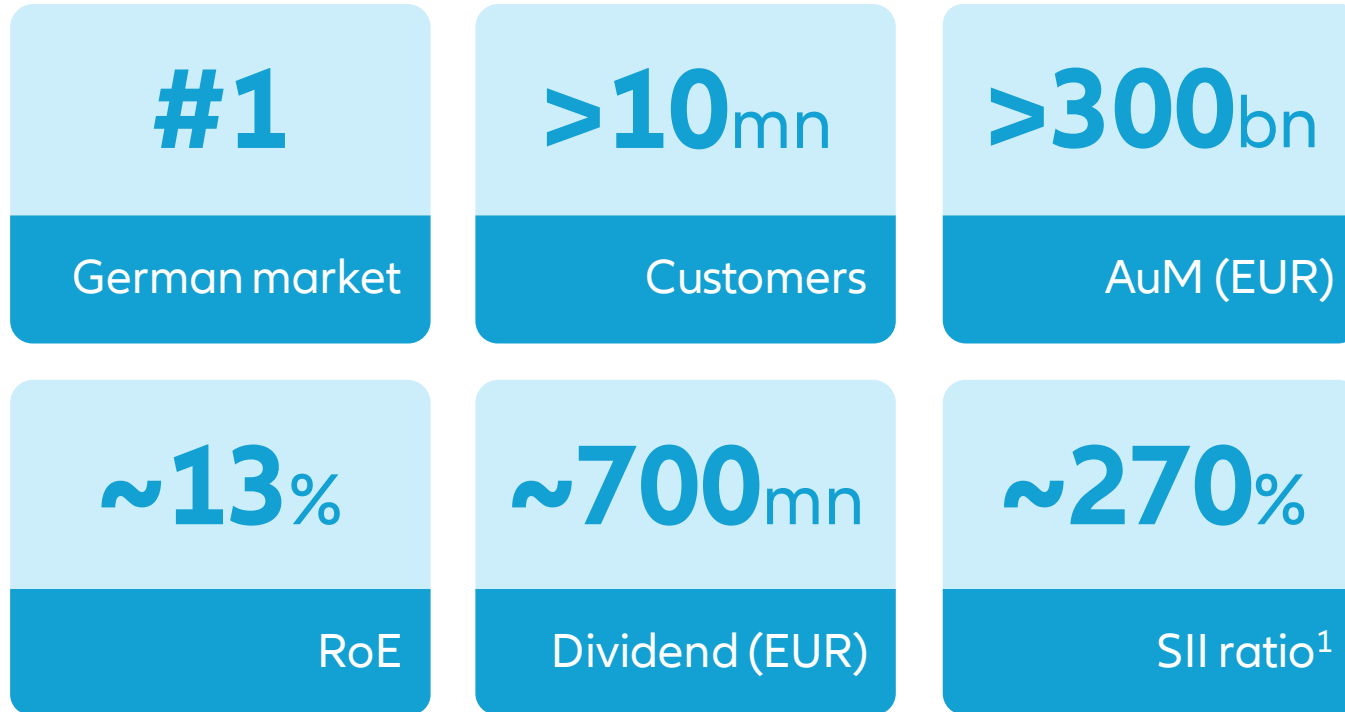 #1
German market
>10mn
Customers
>300bn
AuM (EUR)
~13%
RoE
~700mn
Dividend (EUR)
~270%
SII ratio¹